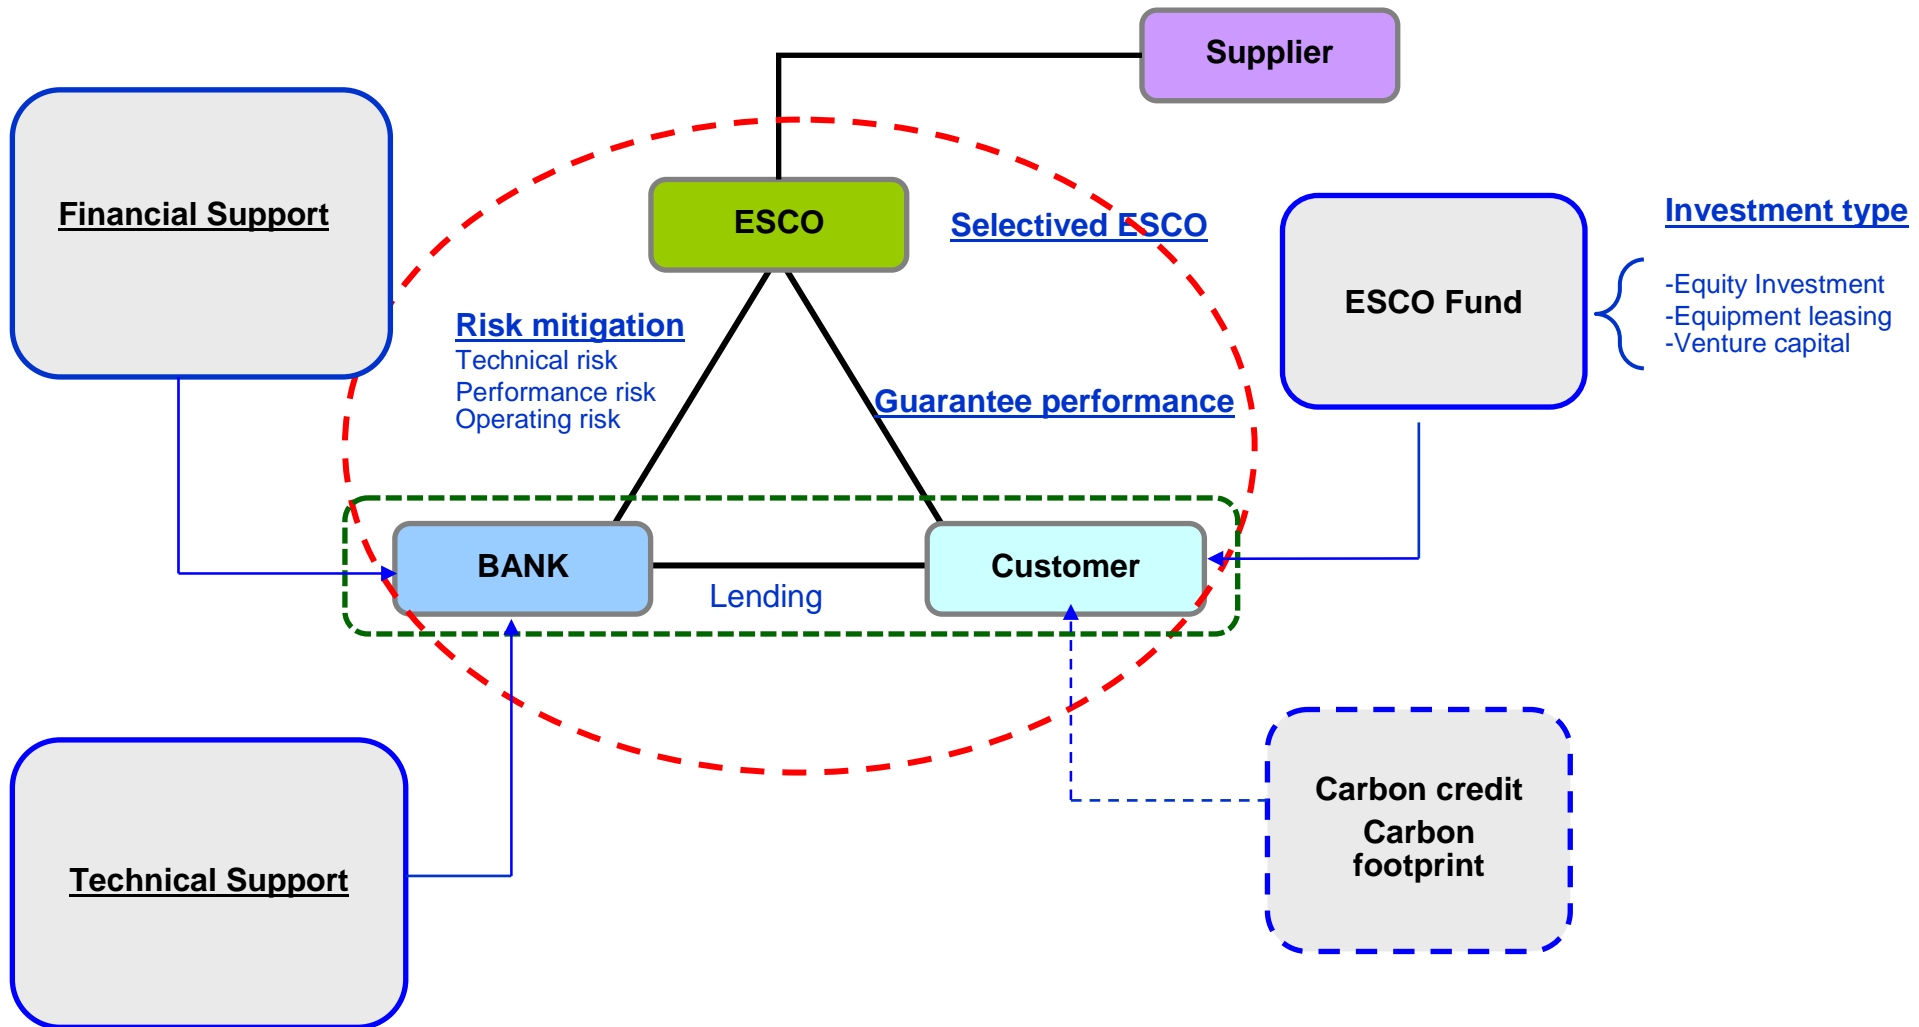 Supplier
Financial Support
ESCO
Selectived ESCO
Investment type
ESCO Fund
-Equity Investment
-Equipment leasing
-Venture capital
Risk mitigation
Technical risk
Performance risk
Operating risk
Guarantee performance
BANK
Customer
Lending
Carbon credit
Carbon
footprint
Technical Support